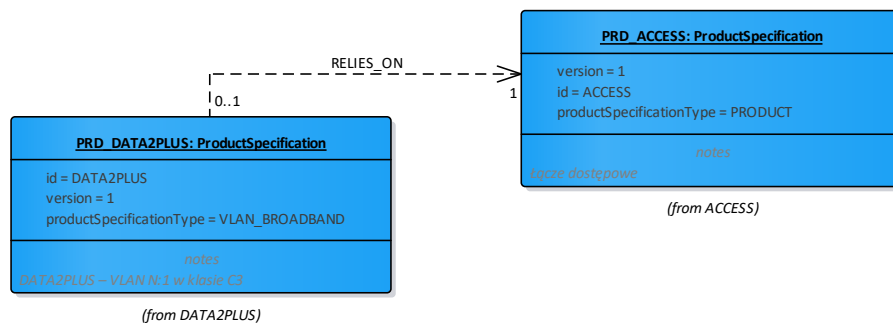 PRD_ACCESS: ProductSpecification
version = 1
id = ACCESS
productSpecificationType = PRODUCT
notes
Łącze dostępowe
(from ACCESS)
RELIES_ON
1
0..1
PRD_DATA2PLUS: ProductSpecification
id = DATA2PLUS
version = 1
productSpecificationType = VLAN_BROADBAND
notes
DATA2PLUS – VLAN N:1 w klasie C3
(from DATA2PLUS)